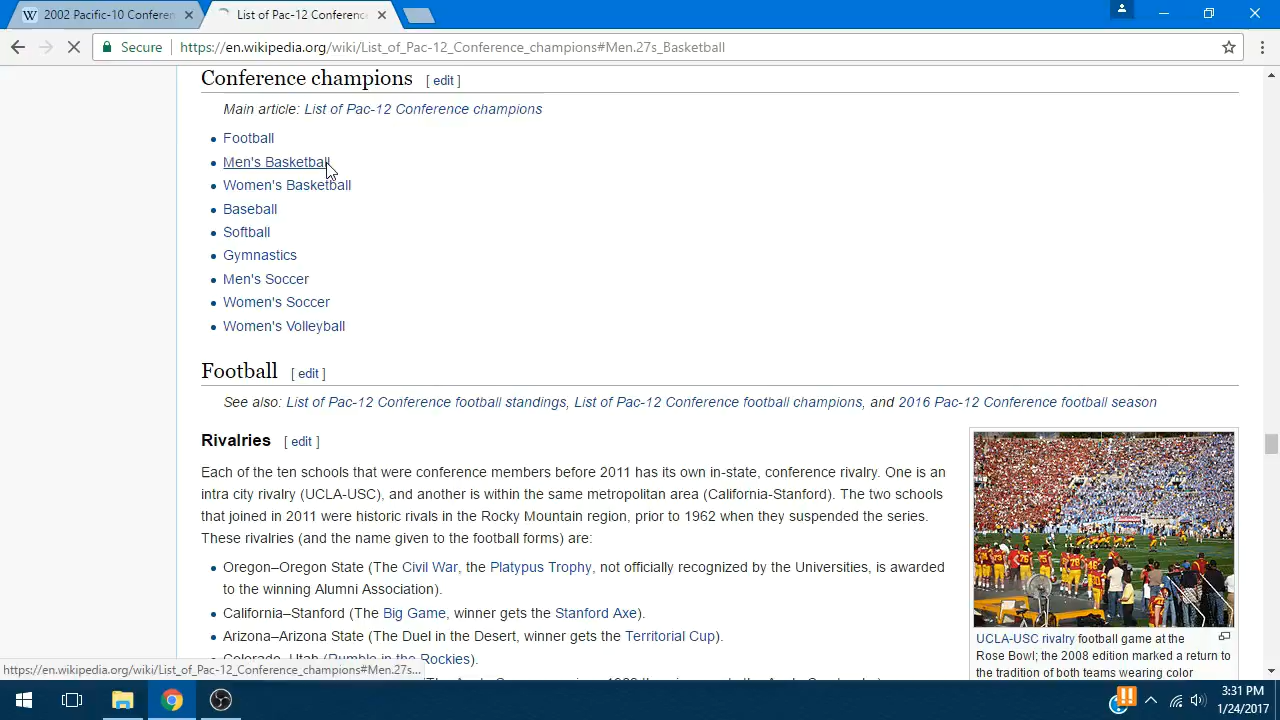 2002 Pacific-10 Conferen
List of Pac-12 Conference
Secure https://en.wikipedia.org/wiki/List_of_Pac-12_Conference_champions#Men.27s_Basketball
Conference champions [ edit ]
Main article: List of Pac-12 Conference champions
Football
Men's Basketball
Women's Basketball
Baseball
Softball
Gymnastics
Men's Soccer
Women's Soccer
Women's Volleyball
Football [ edit ]
See also: List of Pac-12 Conference football standings, List of Pac-12 Conference football champions, and 2016 Pac-12 Conference football season
Rivalries [ edit ]
Each of the ten schools that were conference members before 2011 has its own in-state, conference rivalry. One is an
intra city rivalry (UCLA-USC), and another is within the same metropolitan area (California-Stanford). The two schools
that joined in 2011 were historic rivals in the Rocky Mountain region, prior to 1962 when they suspended the series.
These rivalries (and the name given to the football forms) are:
Oregon–Oregon State (The Civil War, the Platypus Trophy, not officially recognized by the Universities, is awarded
to the winning Alumni Association).
California–Stanford (The Big Game, winner gets the Stanford Axe).
Arizona–Arizona State (The Duel in the Desert, winner gets the Territorial Cup).
Colorado–Utah (Rumble in the Rockies).
UCLA-USC rivalry football game at the
Rose Bowl; the 2008 edition marked a return to
the tradition of both teams wearing color
https://en.wikipedia.org/wiki/List_of_Pac-12_Conference_champions#Men.27s...
3:31 PM
1/24/2017